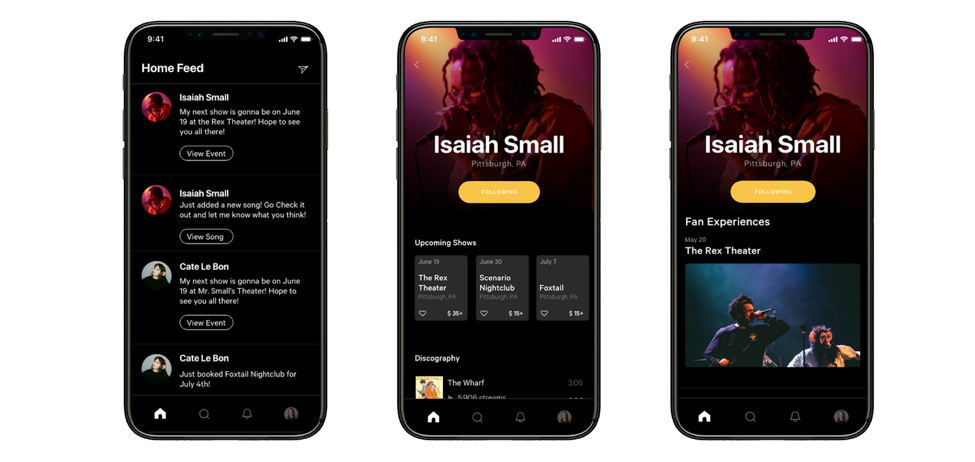 9:41
Home Feed
Isaiah Small
My next show is gonna be on June
19 at the Rex Theater! Hope to see
you all there!
View Event
Isaiah Small
Just added a new song! Go Check it
out and let me know what you think!
View Song
Cate Le Bon
My next show is gonna be on June
19 at Mr. Small's Theater! Hope to
see you all there!
View Event
Cate Le Bon
Just booked Foxtail Nightclub for
July 4th!
9:41
Isaiah Small
Pittsburgh, PA
FOLLOWING
Upcoming Shows
June 19
The Rex
Theater
Pittsburgh, PA
$ 35+
June 30
Scenario
Nightclub
Pittsburgh, PA
$ 15+
July 7
Foxtail
Pittsburgh, PA
$ 15+
Discography
The Wharf 3:06
5,906 streams
9:41
Isaiah Small
Pittsburgh, PA
FOLLOWING
Fan Experiences
May 20
The Rex Theater